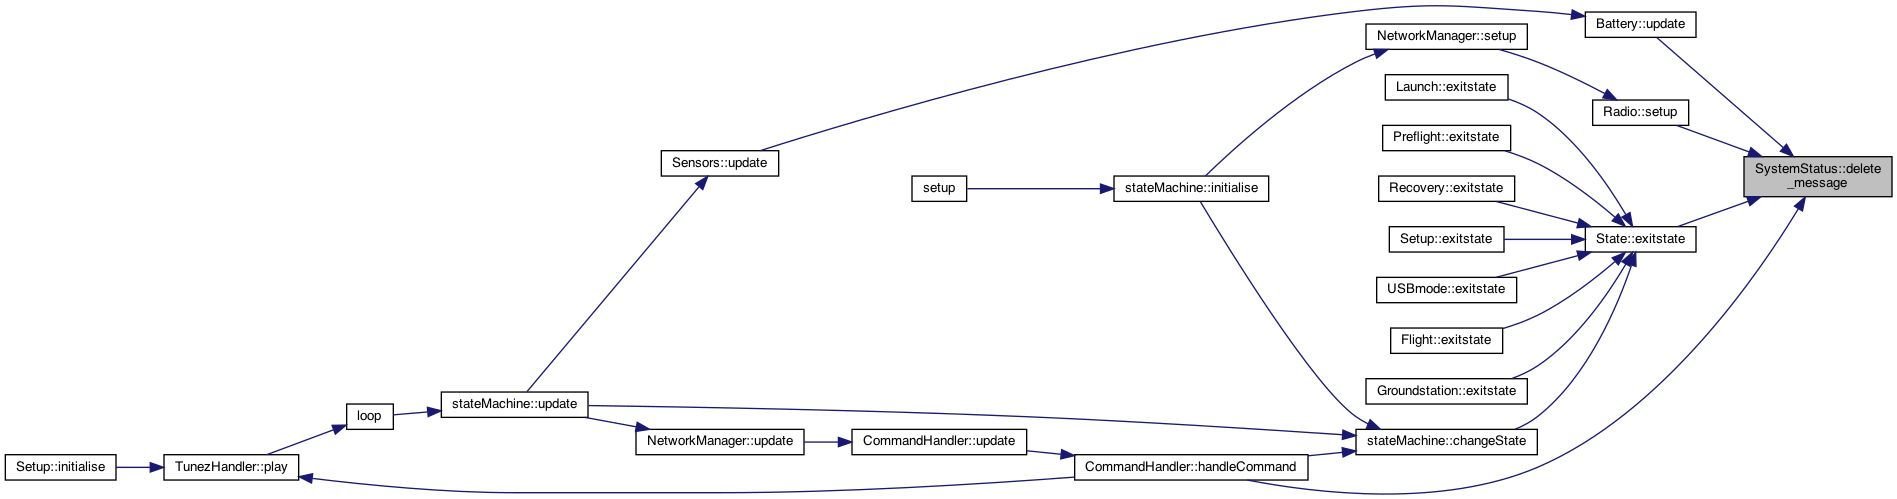 Battery::update
NetworkManager::setup
Launch::exitstate
Radio::setup
Preflight::exitstate
Sensors::update
SystemStatus::delete
_message
setup
stateMachine::initialise
Recovery::exitstate
Setup::exitstate
State::exitstate
USBmode::exitstate
Flight::exitstate
Groundstation::exitstate
stateMachine::update
loop
NetworkManager::update
CommandHandler::update
stateMachine::changeState
Setup::initialise
TunezHandler::play
CommandHandler::handleCommand